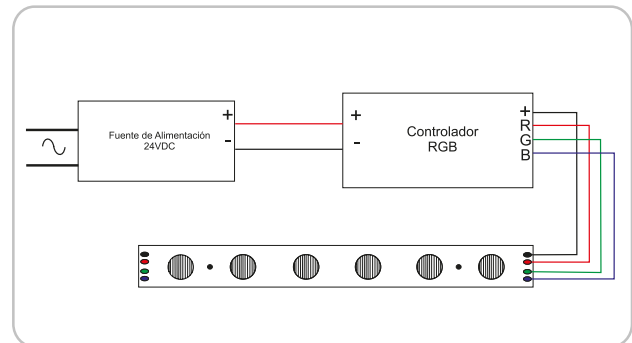 Fuente de Alimentación
24VDC
+
-
+
-
Controlador
RGB
+
R
G
B